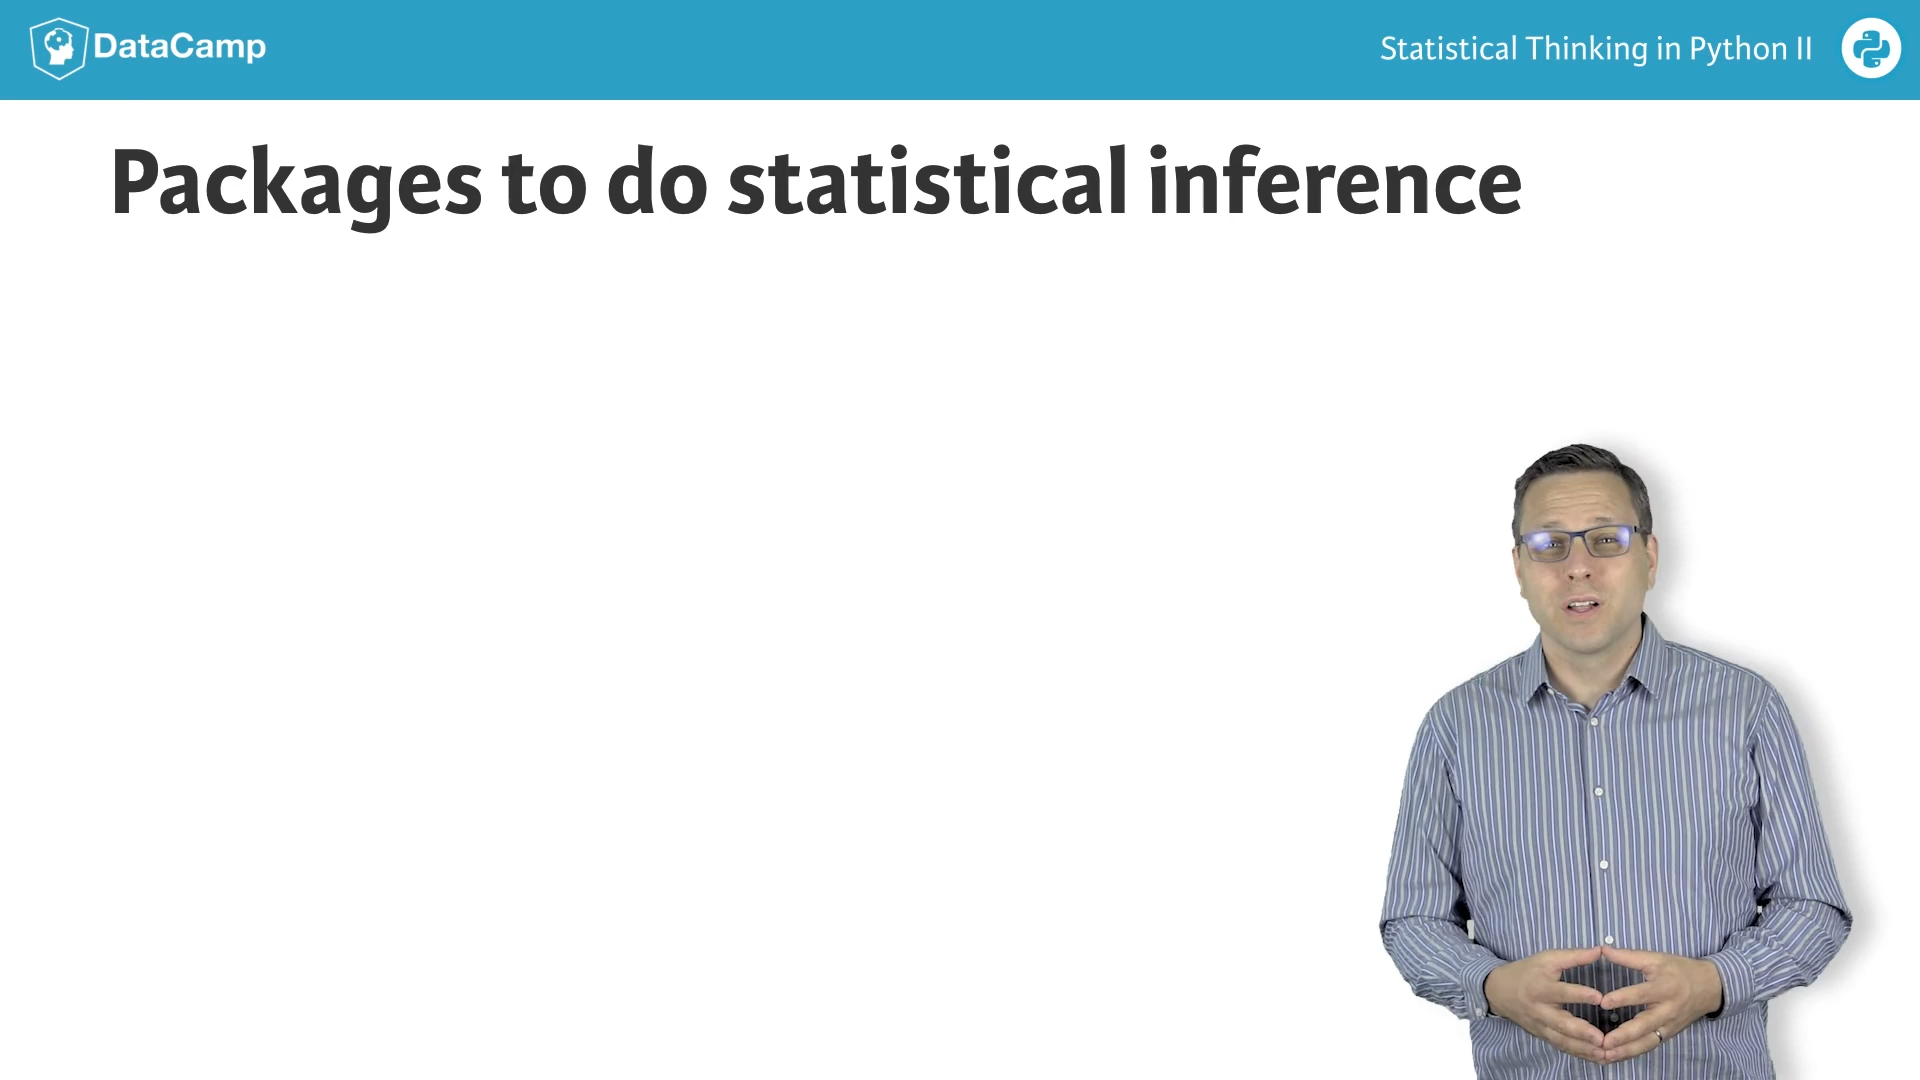 DataCamp
Statistical Thinking in Python II
Packages to do statistical inference